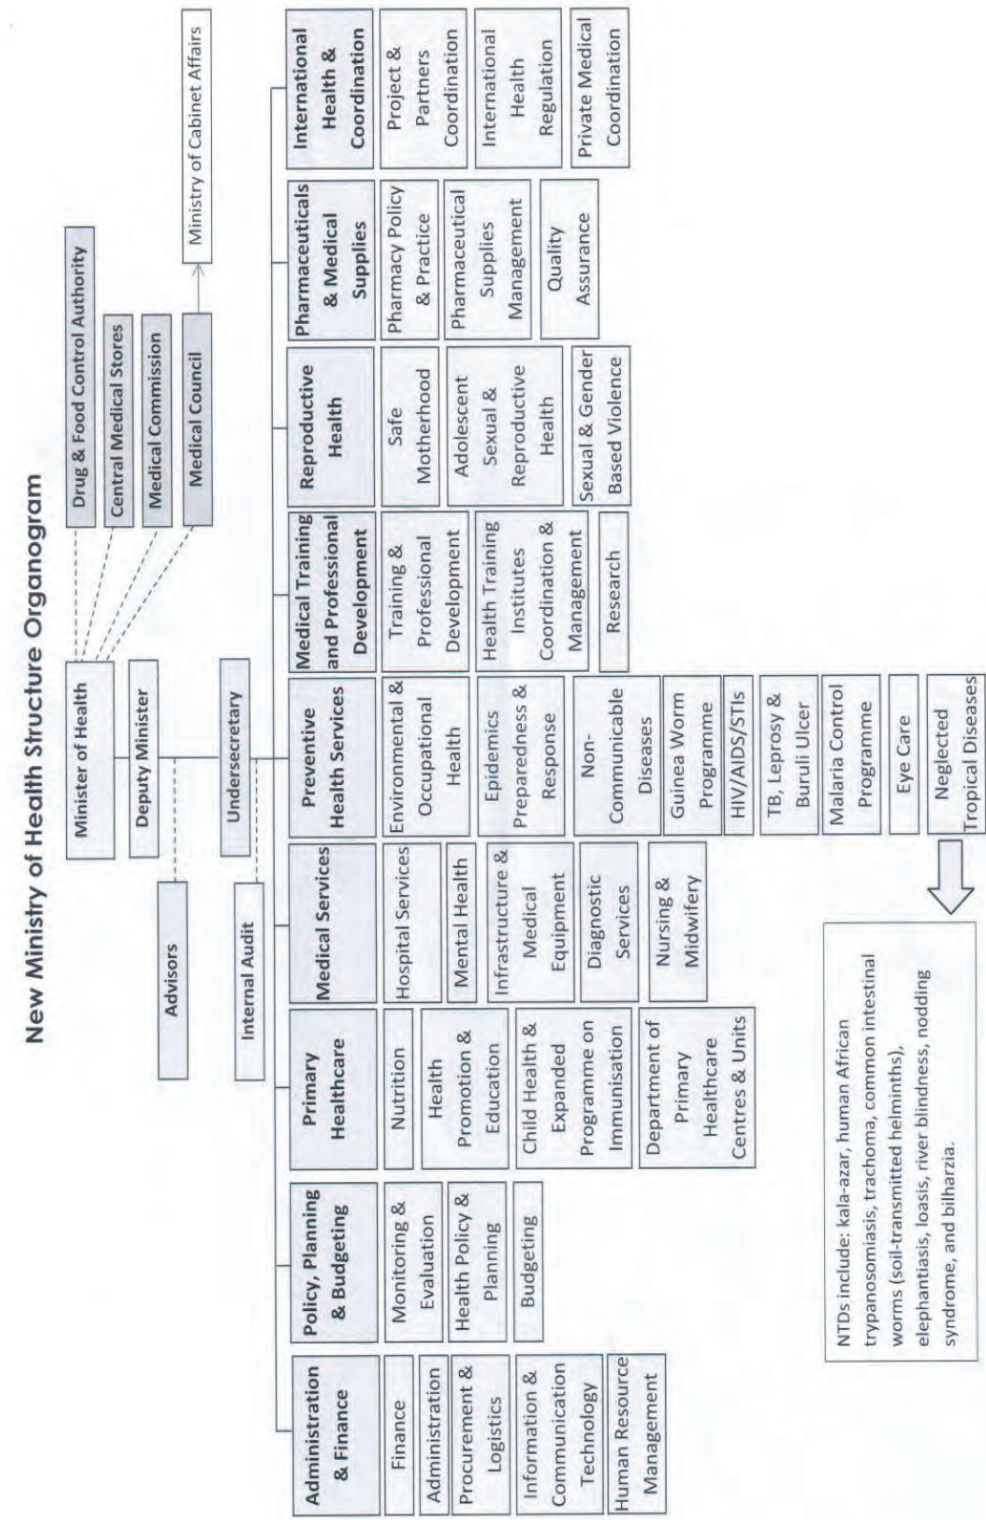 New Ministry of Health Structure Organogram
Minister of Health
Deputy Minister
Advisors
Undersecretary
Internal Audit
Drug & Food Control Authority
Central Medical Stores
Medical Commission
Medical Council
Ministry of Cabinet Affairs
Administration
& Finance
Finance
Administration
Procurement &
Logistics
Information &
Communication
Technology
Human Resource
Management
Policy, Planning
& Budgeting
Monitoring &
Evaluation
Health Policy &
Planning
Budgeting
Primary
Healthcare
Nutrition
Health
Promotion &
Education
Child Health &
Expanded
Programme on
Immunisation
Department of
Primary
Healthcare
Centres & Units
Medical Services
Hospital Services
Mental Health
Infrastructure &
Medical
Equipment
Diagnostic
Services
Nursing &
Midwifery
Preventive
Health Services
Environmental &
Occupational
Health
Epidemics
Preparedness &
Response
Non-
Communicable
Diseases
Guinea Worm
Programme
HIV/AIDS/STIs
TB, Leprosy &
Buruli Ulcer
Malaria Control
Programme
Eye Care
Neglected
Tropical Diseases
Medical Training
and Professional
Development
Training &
Professional
Development
Health Training
Institutes
Coordination &
Management
Research
Reproductive
Health
Safe
Motherhood
Adolescent
Sexual &
Reproductive
Health
Sexual & Gender
Based Violence
Pharmaceuticals
& Medical
Supplies
Pharmacy Policy
& Practice
Pharmaceutical
Supplies
Management
Quality
Assurance
International
Health &
Coordination
Project &
Partners
Coordination
International
Health
Regulation
Private Medical
Coordination
NTDs include: kala-azar, human African
trypanosomiasis, trachoma, common intestinal
worms (soil-transmitted helminths),
elephantiasis, loasis, river blindness, nodding
syndrome, and bilharzia.